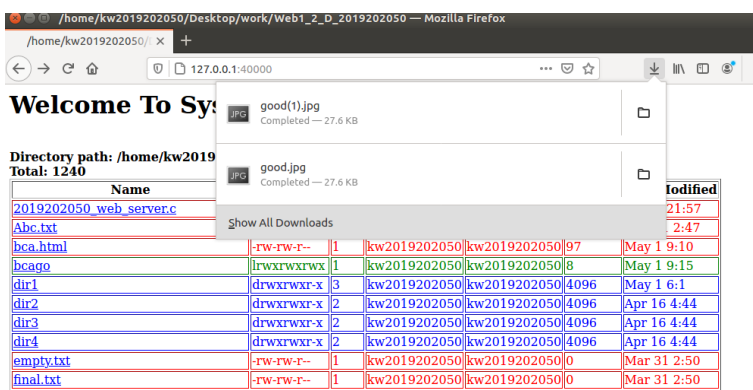 /home/kw2019202050/Desktop/work/Web1_2_D_2019202050 — Mozilla Firefox
/home/kw2019202050/
127.0.0.1:40000
Welcome To Sys
good(1).jpg
JPG
Completed — 27.6 KB
Directory path: /home/kw2019
good.jpg
JPG
Completed — 27.6 KB
Total: 1240
Show All Downloads
Name Modified
2019202050_web_server.c 21:57
Abc.txt 2:47
bca.html -rw-rw-r-- 1 kw2019202050 kw2019202050 97 May 1 9:10
bcago lrwxrwxrwx 1 kw2019202050 kw2019202050 8 May 1 9:15
dir1 drwxrwxr-x 3 kw2019202050 kw2019202050 4096 May 1 6:1
dir2 drwxrwxr-x 2 kw2019202050 kw2019202050 4096 Apr 16 4:44
dir3 drwxrwxr-x 2 kw2019202050 kw2019202050 4096 Apr 16 4:44
dir4 drwxrwxr-x 2 kw2019202050 kw2019202050 4096 Apr 16 4:44
empty.txt -rw-rw-r-- 1 kw2019202050 kw2019202050 0 Mar 31 2:50
final.txt -rw-rw-r-- 1 kw2019202050 kw2019202050 0 Mar 31 2:50